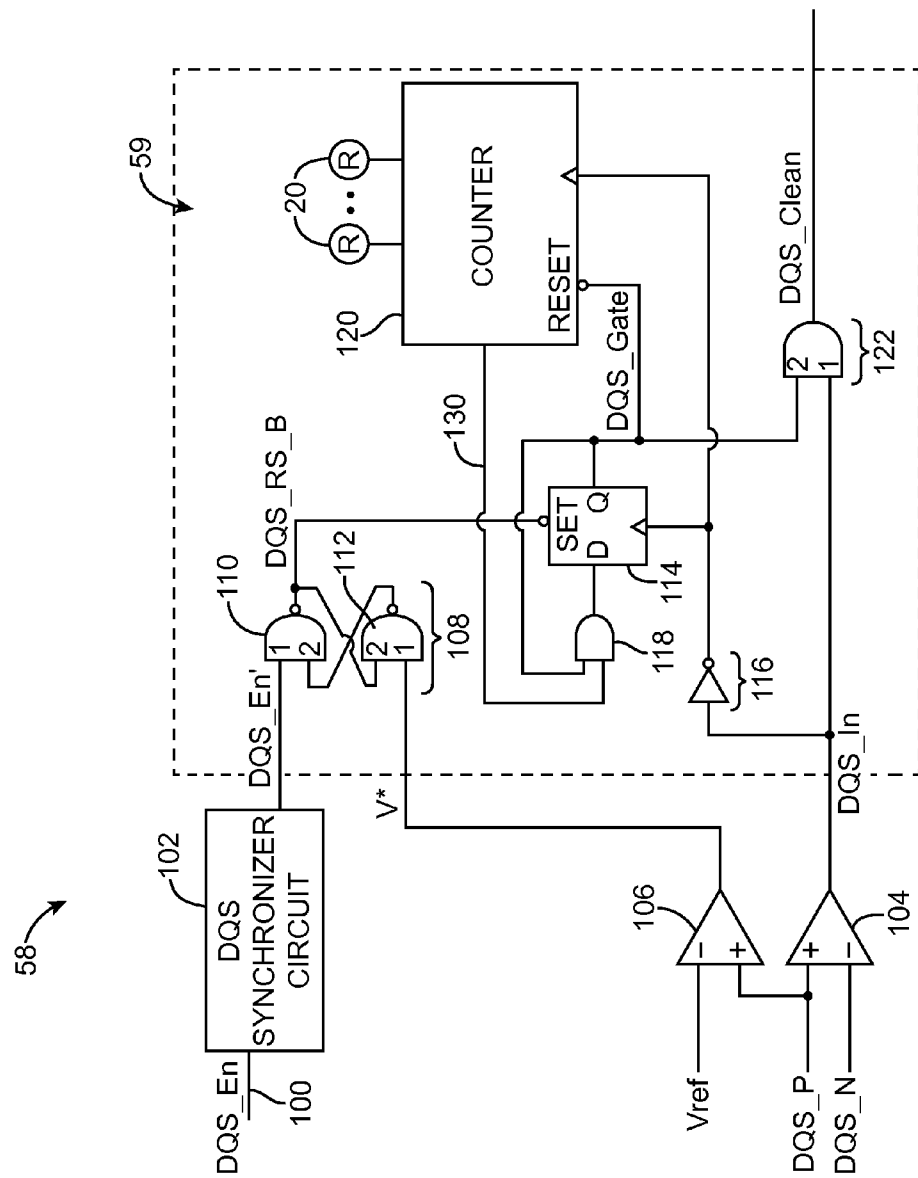 58
59
DQS_En
100
102
DQS
SYNCHRONIZER
CIRCUIT
DQS_En'
110
1
2
DQS_RS_B
112
2
1
108
V*
130
120
20
R
R
COUNTER
RESET
DQS_Gate
SET
D
Q
114
118
116
Vref
106
−
+
DQS_P
DQS_N
+
−
104
DQS_In
2
1
122
DQS_Clean